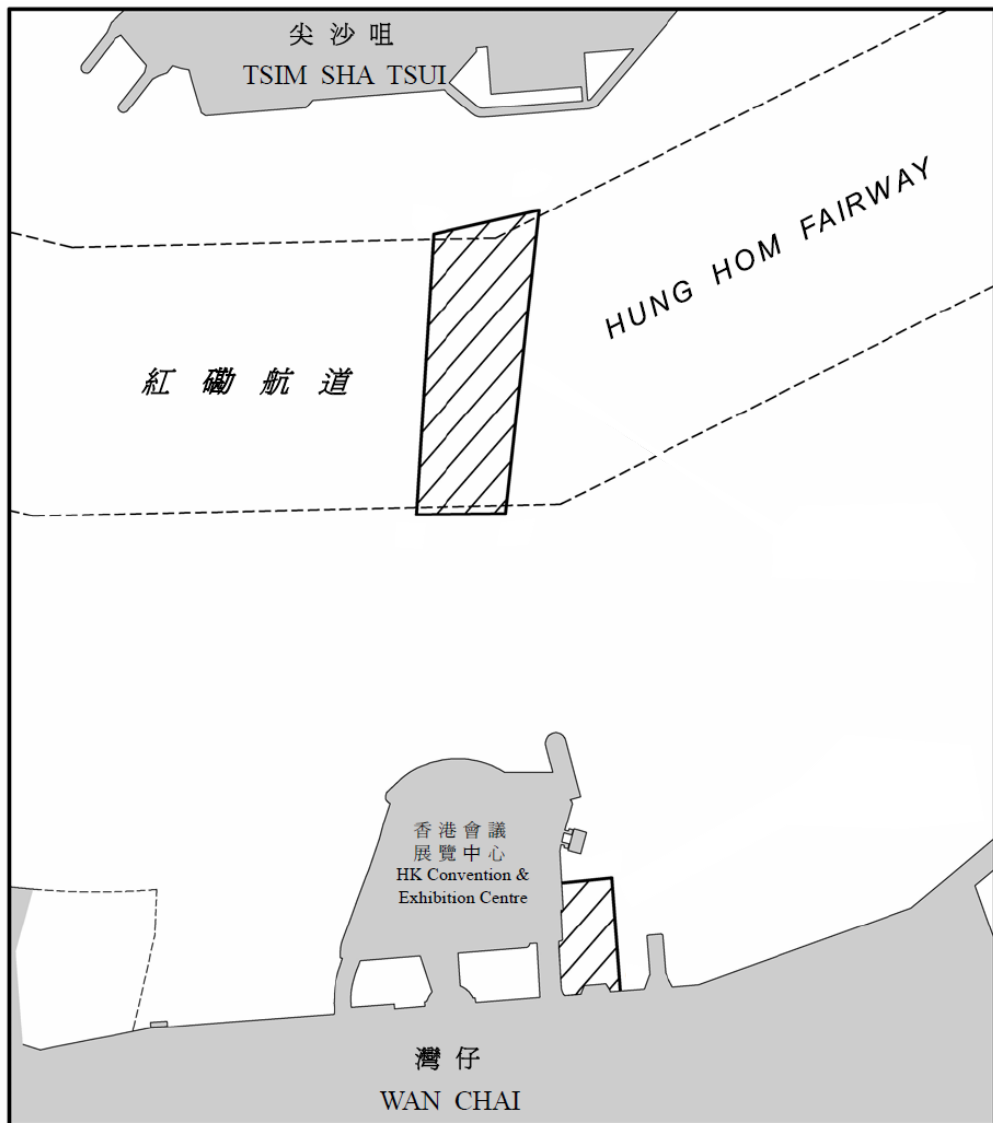 尖沙咀
TSIM SHA TSUI
HUNG HOM FAIRWAY
紅磡航道
香港會議
展覽中心
HK Convention &
Exhibition Centre
灣仔
WAN CHAI